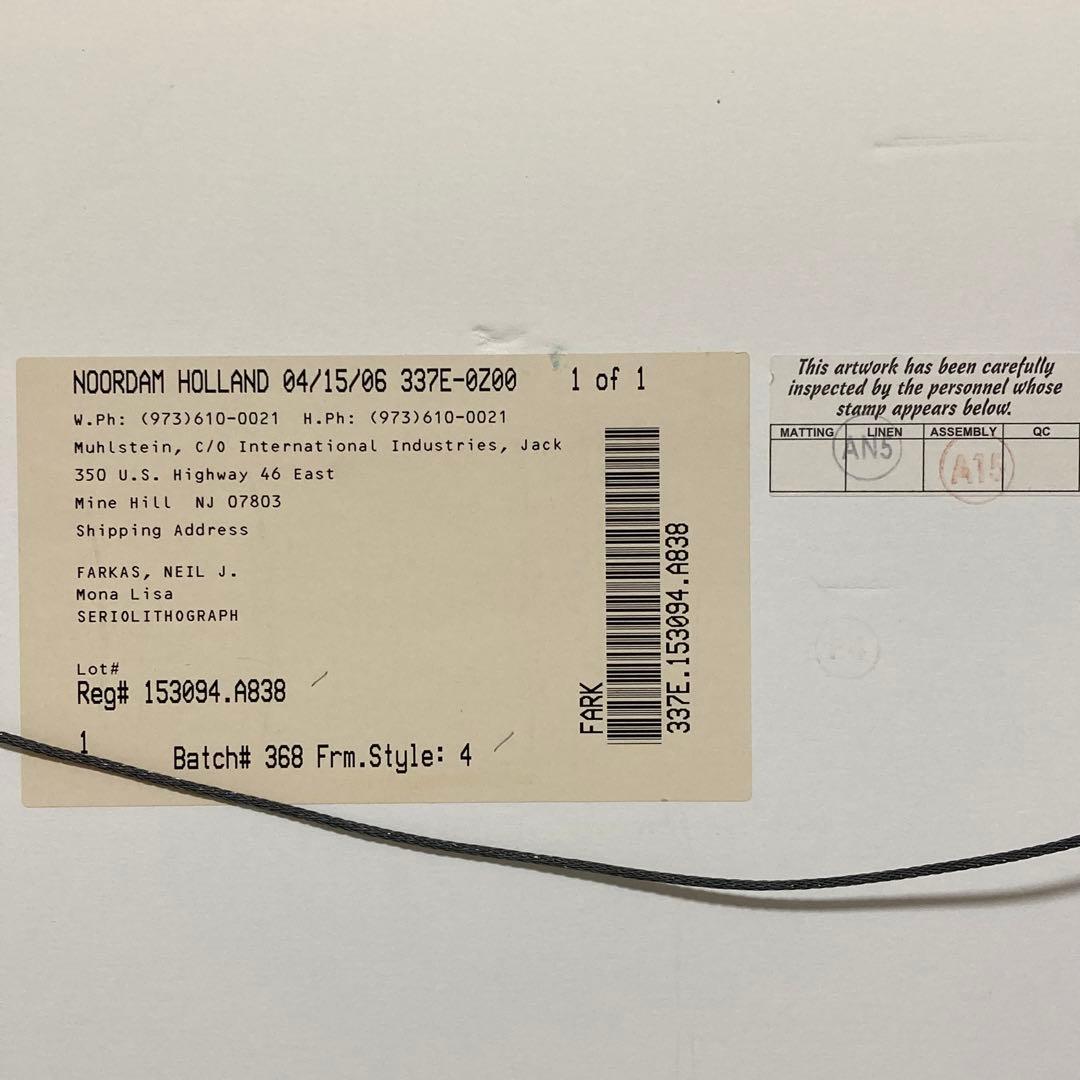 NOORDAM HOLLAND 04/15/06 337E-0Z00 1 of 1
W.Ph: (973)610-0021 H.Ph: (973)610-0021
Muhlstein, C/O International Industries, Jack
350 U.S. Highway 46 East
Mine Hill NJ 07803
Shipping Address
FARKAS, NEIL J.
Mona Lisa
SERIOLITHOGRAPH
Lot#
Reg# 153094.A838
1
Batch# 368 Frm.Style: 4
FARK
337E.153094.A838
This artwork has been carefully
inspected by the personnel whose
stamp appears below.
MATTING LINEN ASSEMBLY QC
AN5 A15